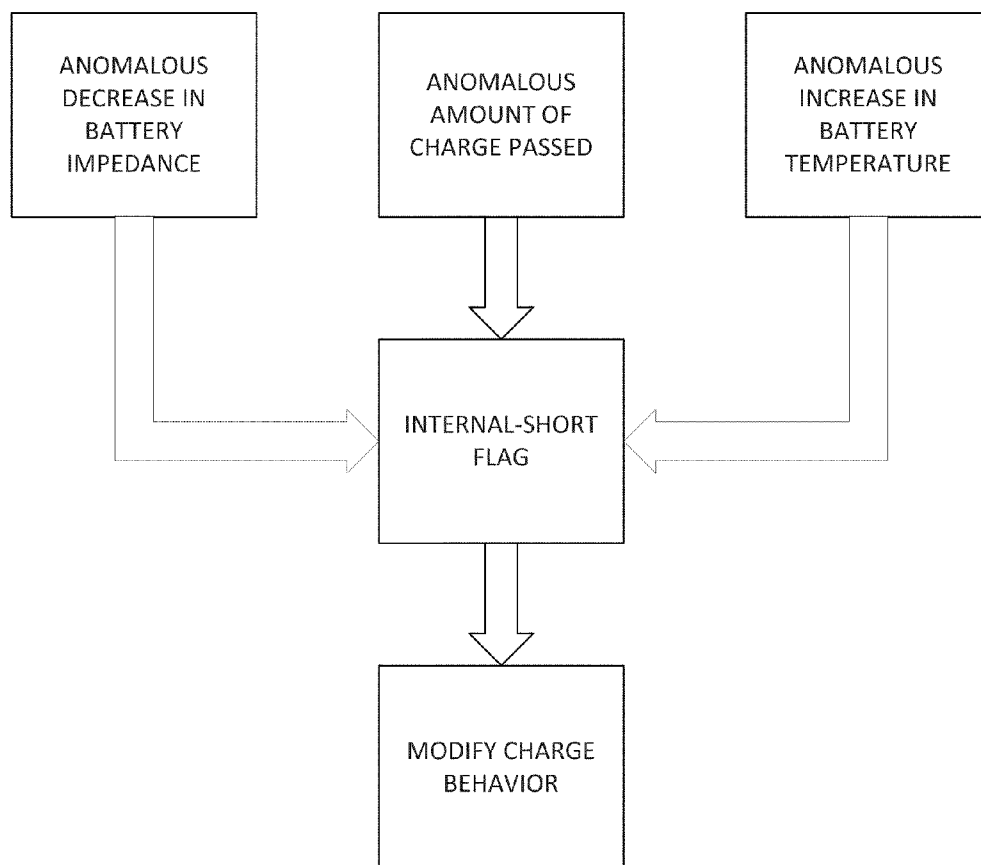 ANOMALOUS
DECREASE IN
BATTERY
IMPEDANCE
ANOMALOUS
AMOUNT OF
CHARGE PASSED
ANOMALOUS
INCREASE IN
BATTERY
TEMPERATURE
INTERNAL-SHORT
FLAG
MODIFY CHARGE
BEHAVIOR